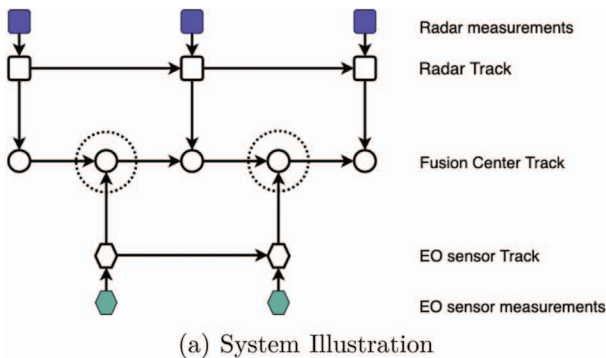 Radar measurements
Radar Track
Fusion Center Track
EO sensor Track
EO sensor measurements
(a) System Illustration